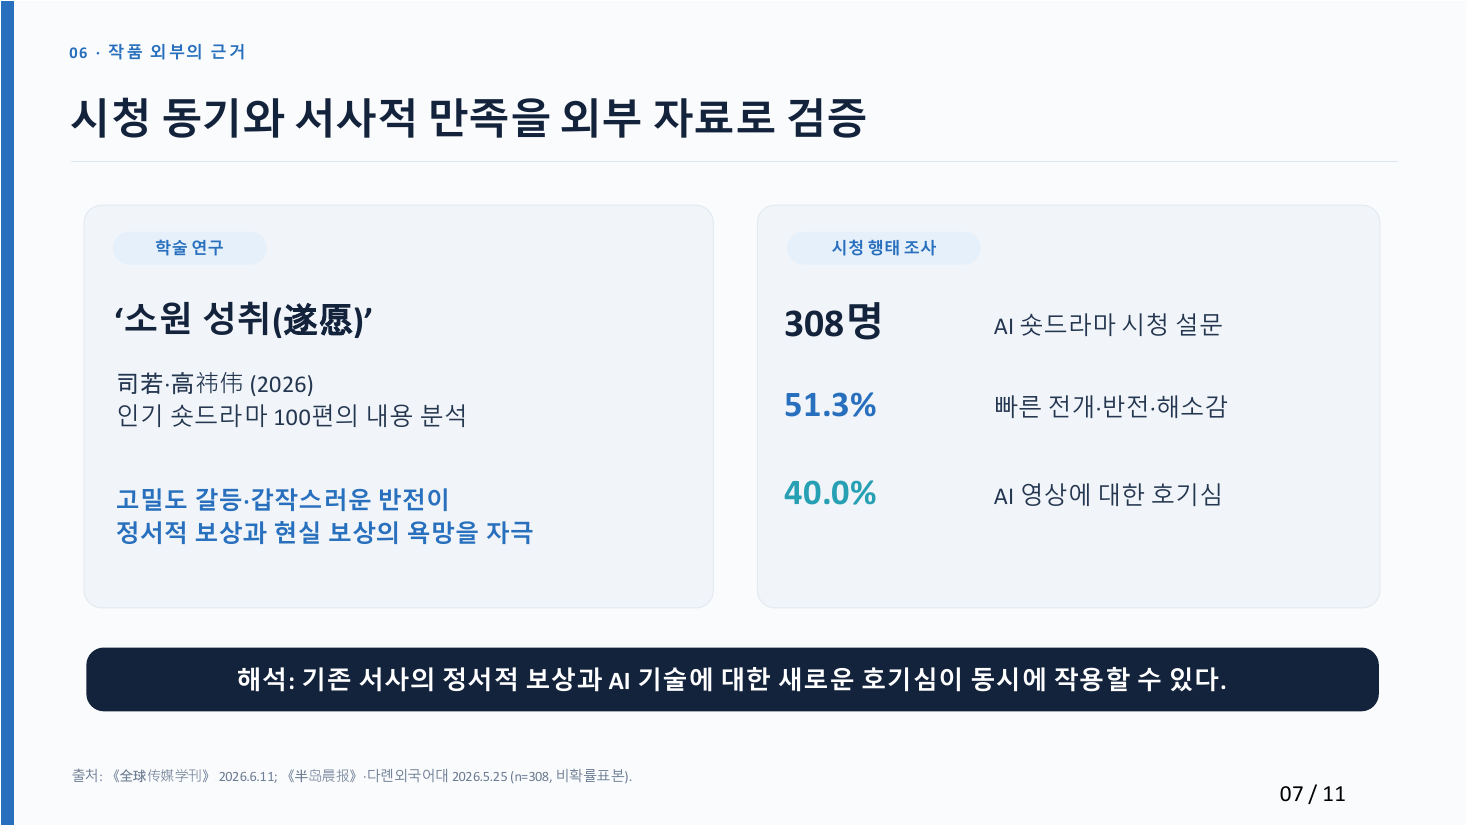 06 · 작품 외부의 근거
시청 동기와 서사적 만족을 외부 자료로 검증
학술 연구
‘소원 성취(遂愿)’
司若·高祎伟 (2026)
인기 숏드라마 100편의 내용 분석
고밀도 갈등·갑작스러운 반전이
정서적 보상과 현실 보상의 욕망을 자극
시청 행태 조사
308명 AI 숏드라마 시청 설문
51.3% 빠른 전개·반전·해소감
40.0% AI 영상에 대한 호기심
해석: 기존 서사의 정서적 보상과 AI 기술에 대한 새로운 호기심이 동시에 작용할 수 있다.
출처: 《全球传媒学刊》 2026.6.11; 《半岛晨报》·다롄외국어대 2026.5.25 (n=308, 비확률표본).
07 / 11